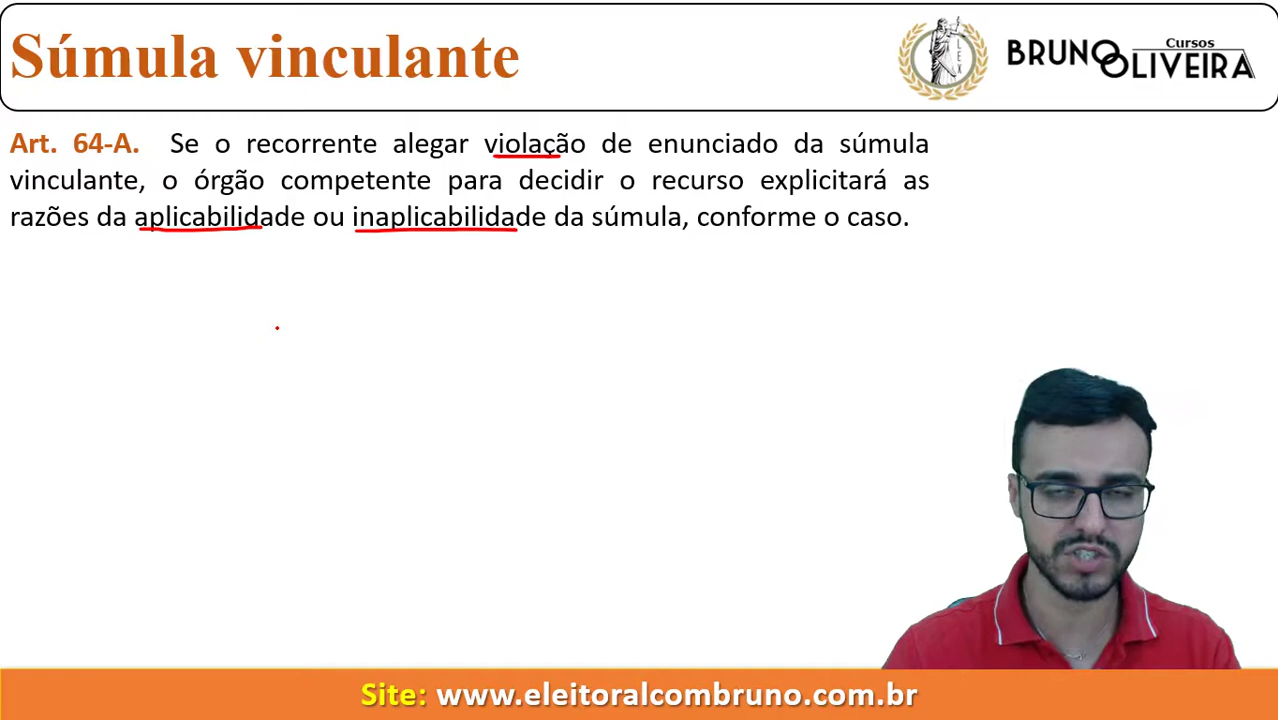 Súmula vinculante
Cursos
BRUNO
OLIVEIRA
LEX
Art. 64-A. Se o recorrente alegar violação de enunciado da súmula
vinculante, o órgão competente para decidir o recurso explicitará as
razões da aplicabilidade ou inaplicabilidade da súmula, conforme o caso.
Site: www.eleitoralcombruno.com.br